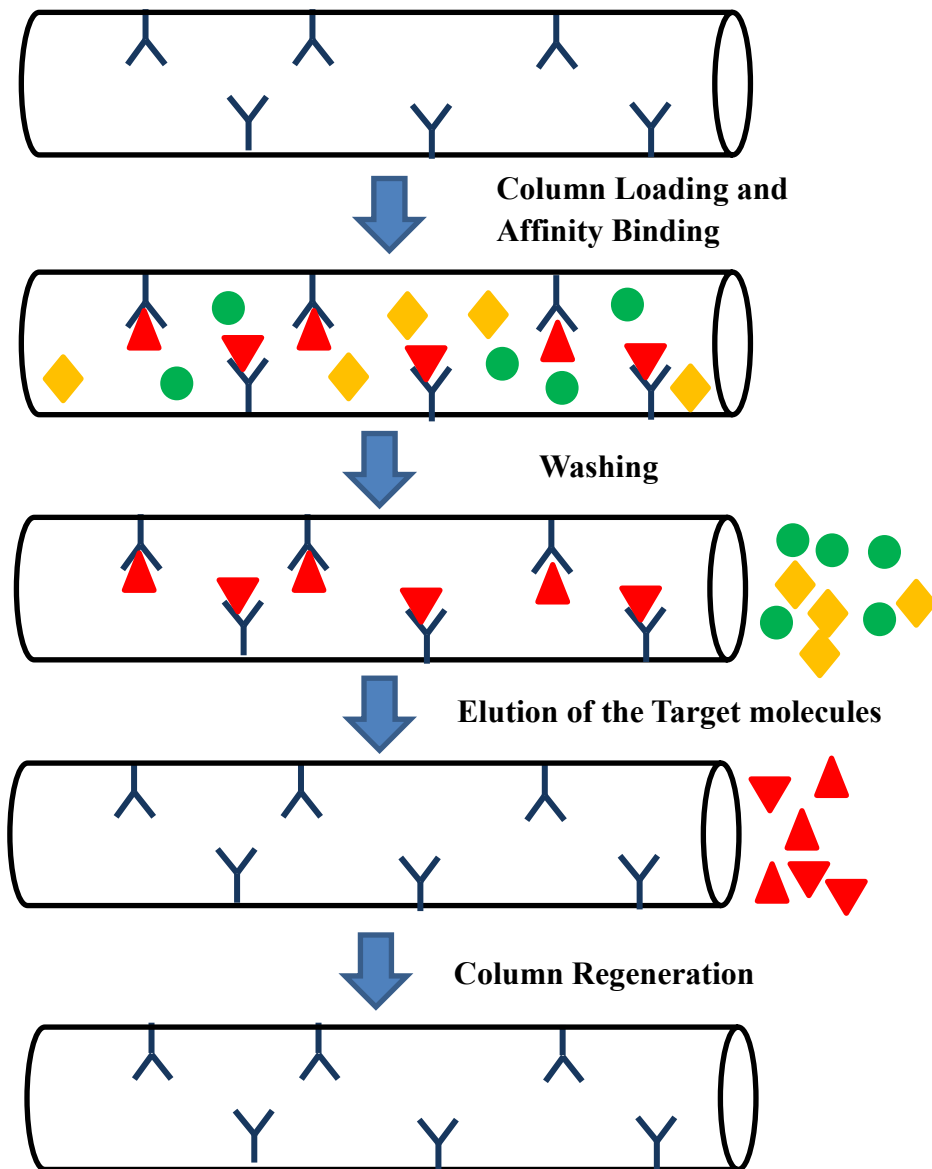 Column Loading and
Affinity Binding
Washing
Elution of the Target molecules
Column Regeneration